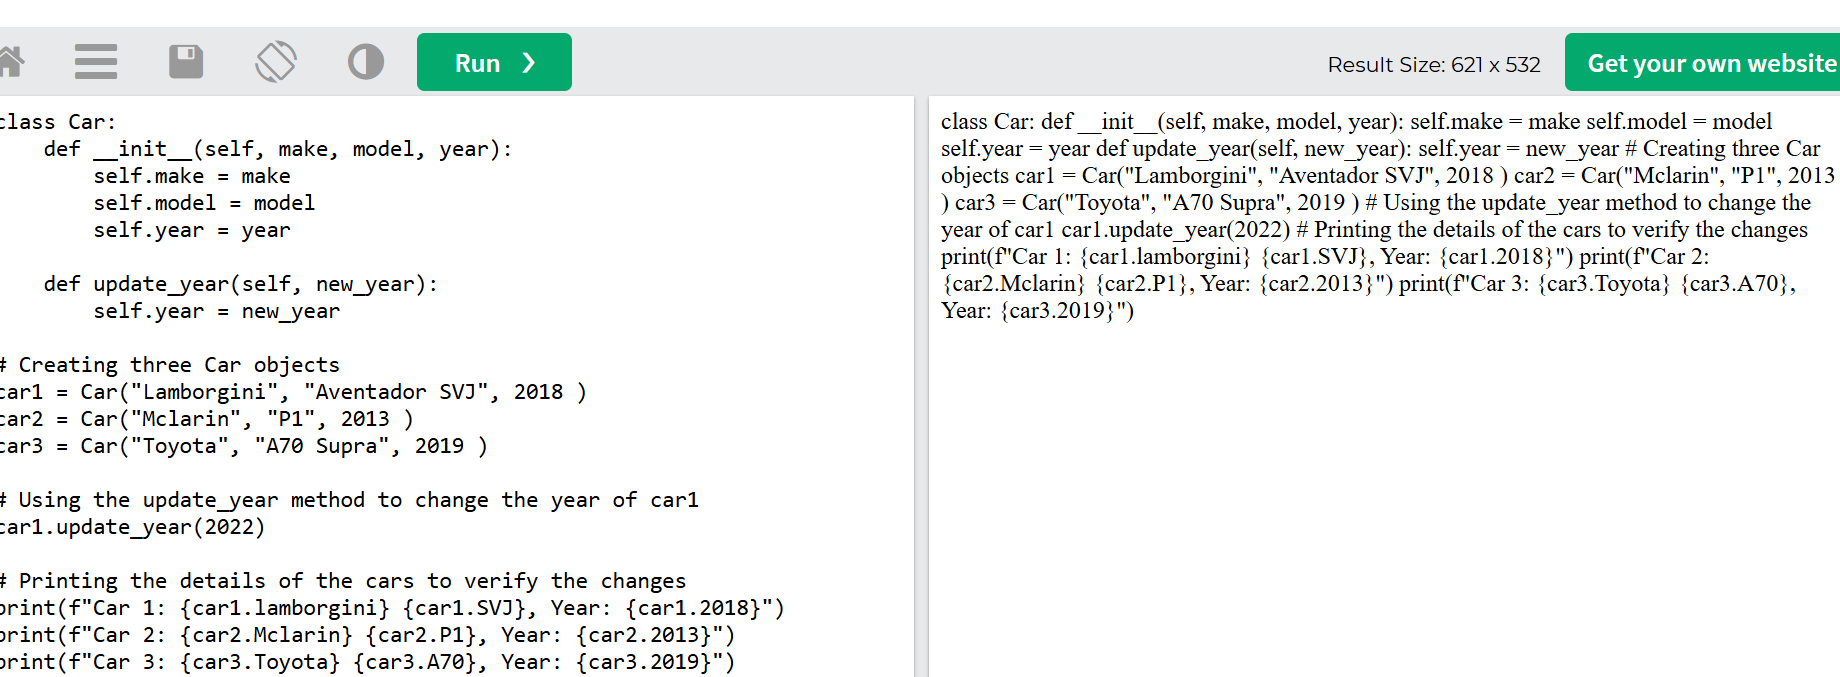 Run ❯
Result Size: 621 x 532
Get your own website
class Car:
    def __init__(self, make, model, year):
        self.make = make
        self.model = model
        self.year = year
    def update_year(self, new_year):
        self.year = new_year
# Creating three Car objects
car1 = Car("Lamborgini", "Aventador SVJ", 2018 )
car2 = Car("Mclarin", "P1", 2013 )
car3 = Car("Toyota", "A70 Supra", 2019 )
# Using the update_year method to change the year of car1
car1.update_year(2022)
# Printing the details of the cars to verify the changes
print(f"Car 1: {car1.lamborgini} {car1.SVJ}, Year: {car1.2018}")
print(f"Car 2: {car2.Mclarin} {car2.P1}, Year: {car2.2013}")
print(f"Car 3: {car3.Toyota} {car3.A70}, Year: {car3.2019}")
class Car: def __init__(self, make, model, year): self.make = make self.model = model
self.year = year def update_year(self, new_year): self.year = new_year # Creating three Car
objects car1 = Car("Lamborgini", "Aventador SVJ", 2018 ) car2 = Car("Mclarin", "P1", 2013
) car3 = Car("Toyota", "A70 Supra", 2019 ) # Using the update_year method to change the
year of car1 car1.update_year(2022) # Printing the details of the cars to verify the changes
print(f"Car 1: {car1.lamborgini} {car1.SVJ}, Year: {car1.2018}") print(f"Car 2:
{car2.Mclarin} {car2.P1}, Year: {car2.2013}") print(f"Car 3: {car3.Toyota} {car3.A70},
Year: {car3.2019}")